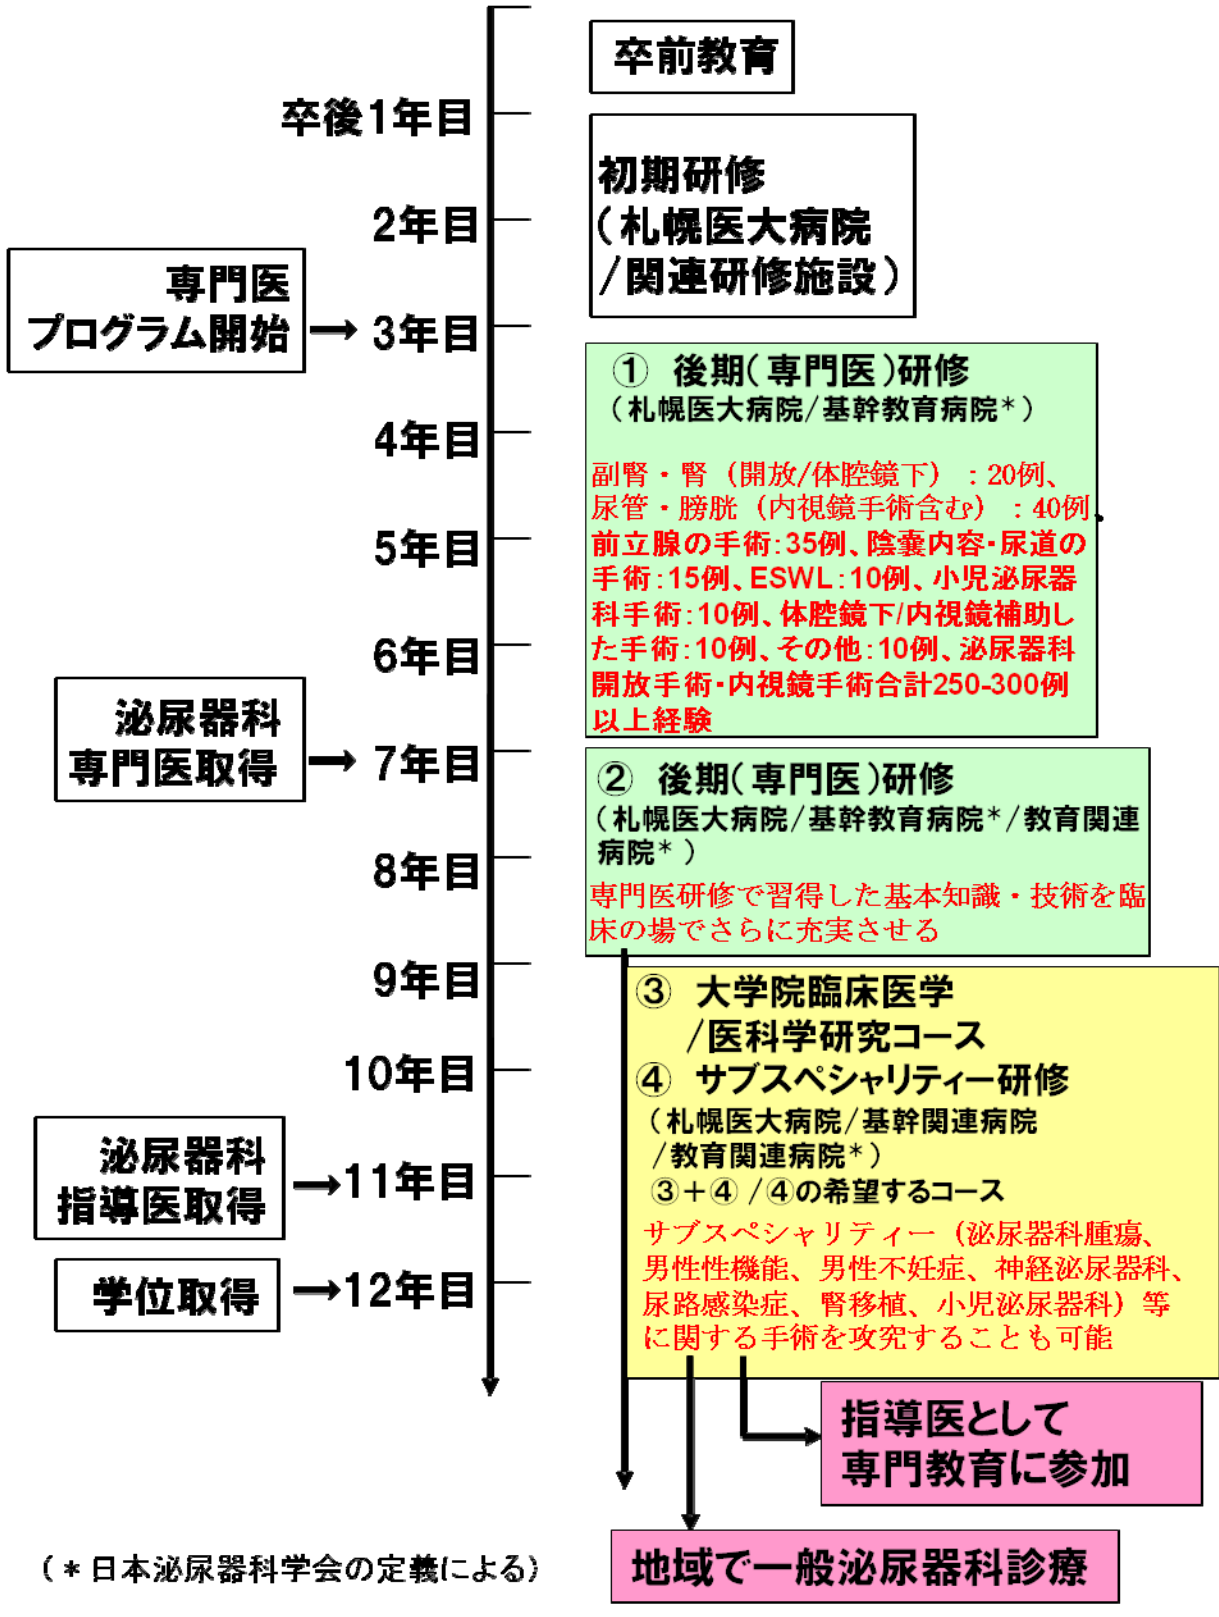 卒前教育
卒後1年目
初期研修
(札幌医大病院
/関連研修施設)
2年目
専門医
プログラム開始
3年目
① 後期(専門医)研修
(札幌医大病院/基幹教育病院*)
4年目
副腎・腎（開放/体腔鏡下）：20例、
尿管・膀胱（内視鏡手術含む）：40例、
前立腺の手術:35例、陰嚢内容・尿道の
手術:15例、ESWL:10例、小児泌尿器
科手術:10例、体腔鏡下/内視鏡補助し
た手術:10例、その他:10例、泌尿器科
開放手術・内視鏡手術合計250-300例
以上経験
5年目
6年目
泌尿器科
専門医取得
7年目
② 後期(専門医)研修
(札幌医大病院/基幹教育病院*/教育関連
病院*)
専門医研修で習得した基本知識・技術を臨
床の場でさらに充実させる
8年目
9年目
③ 大学院臨床医学
/医科学研究コース
④ サブスペシャリティー研修
(札幌医大病院/基幹関連病院
/教育関連病院*)
③+④ /④の希望するコース
サブスペシャリティー（泌尿器科腫瘍、
男性性機能、男性不妊症、神経泌尿器科、
尿路感染症、腎移植、小児泌尿器科）等
に関する手術を攻究することも可能
10年目
泌尿器科
指導医取得
11年目
学位取得
12年目
指導医として
専門教育に参加
地域で一般泌尿器科診療
(*日本泌尿器科学会の定義による)